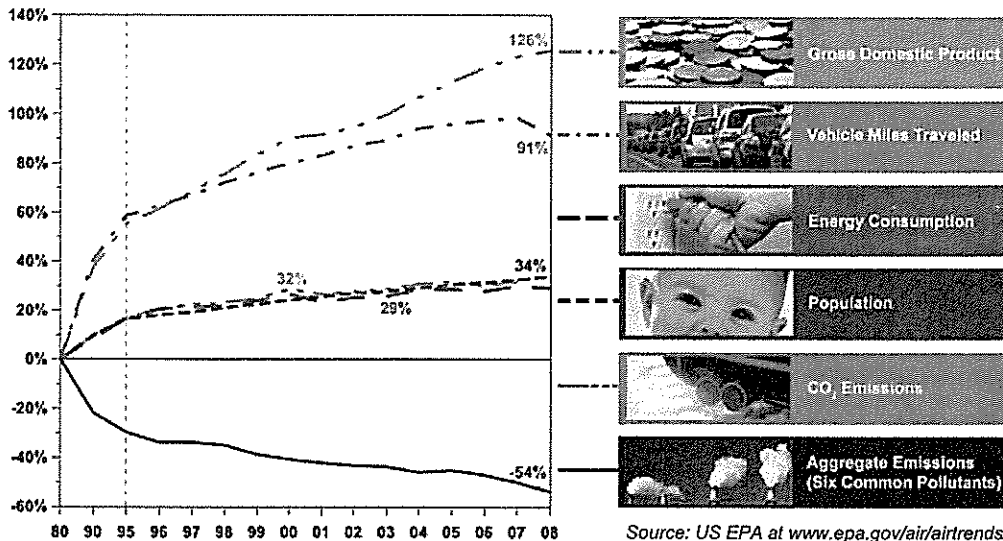 140%
120%
100%
80%
60%
40%
20%
0%
-20%
-40%
-60%
126%
91%
34%
32%
29%
-54%
80 90 95 96 97 98 99 00 01 02 03 04 05 06 07 08
Gross Domestic Product
Vehicle Miles Traveled
Energy Consumption
Population
CO₂ Emissions
Aggregate Emissions
(Six Common Pollutants)
Source: US EPA at www.epa.gov/air/airtrends